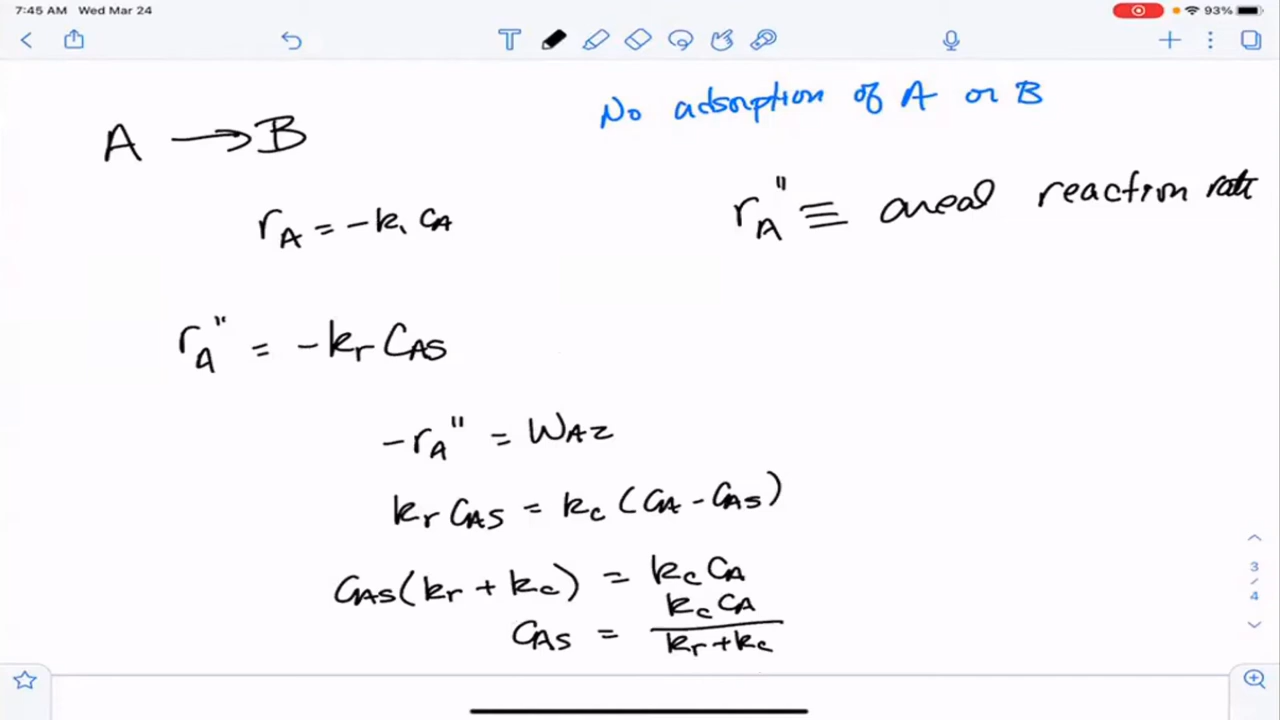 7:45 AM Wed Mar 24
93%
T
No adsorption of A or B
A → B
r_A'' ≡ areal reaction rate
r_A = -k_1 C_A
r_A'' = -k_r C_AS
-r_A'' = W_AZ
k_r C_AS = k_c (C_A - C_AS)
C_AS (k_r + k_c) = k_c C_A
C_AS = k_c C_A / k_r + k_c
3
/
4